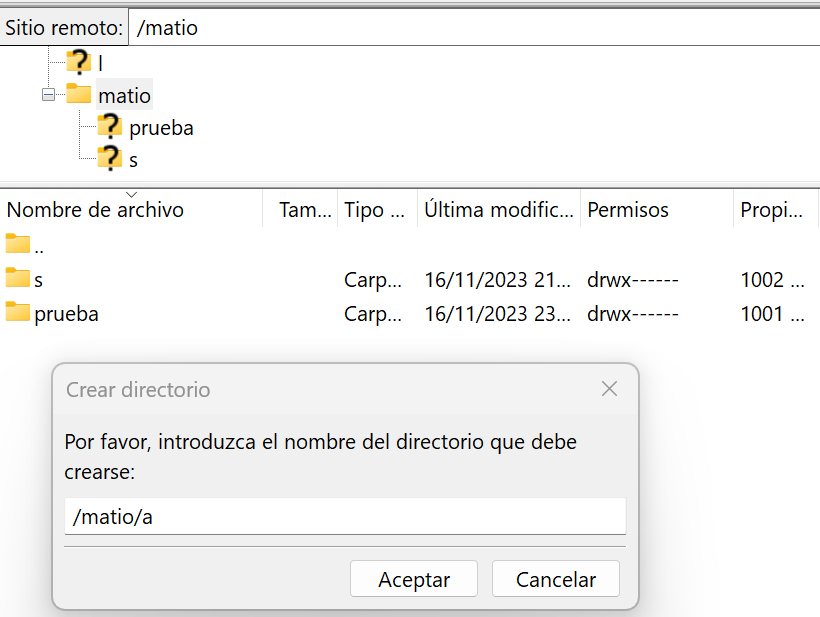 Sitio remoto: /matio
l
matio
prueba
s
Nombre de archivo Tam... Tipo ... Última modific... Permisos Propi...
..
s Carp... 16/11/2023 21... drwx------ 1002 ...
prueba Carp... 16/11/2023 23... drwx------ 1001 ...
Crear directorio
Por favor, introduzca el nombre del directorio que debe
crearse:
/matio/a
Aceptar Cancelar